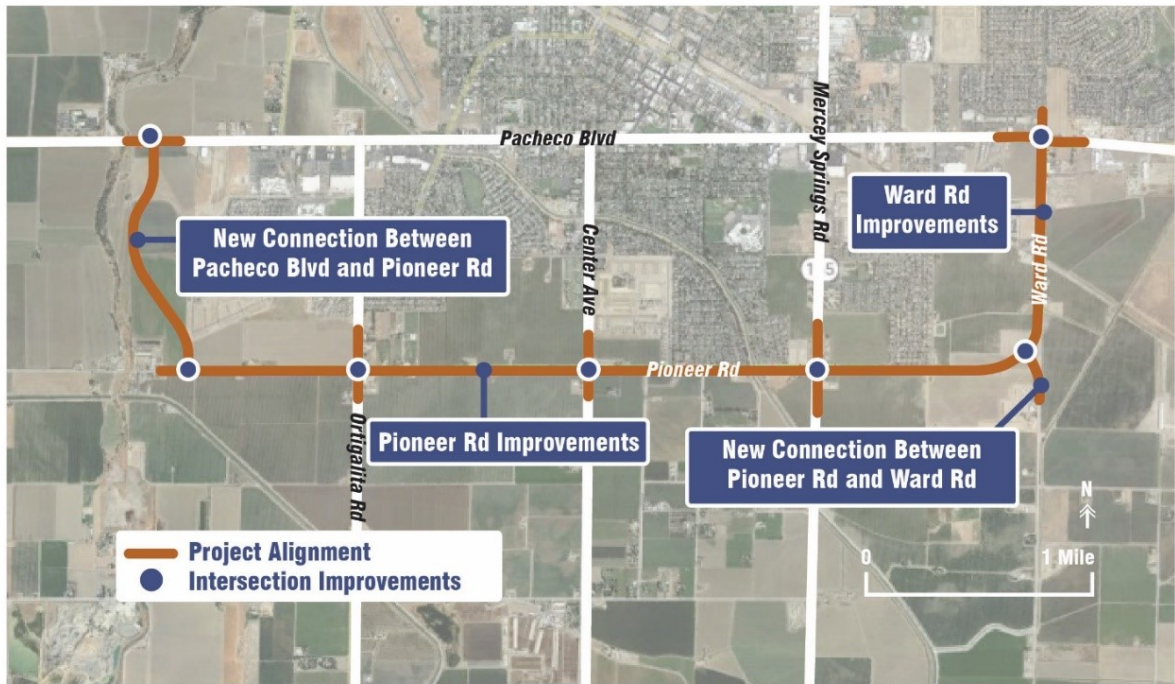 Pacheco Blvd
Mercey Springs Rd
Ward Rd
Improvements
New Connection Between
Pacheco Blvd and Pioneer Rd
Center Ave
Ward Rd
Pioneer Rd
Ortigalita Rd
Pioneer Rd Improvements
New Connection Between
Pioneer Rd and Ward Rd
N
0 1 Mile
Project Alignment
Intersection Improvements